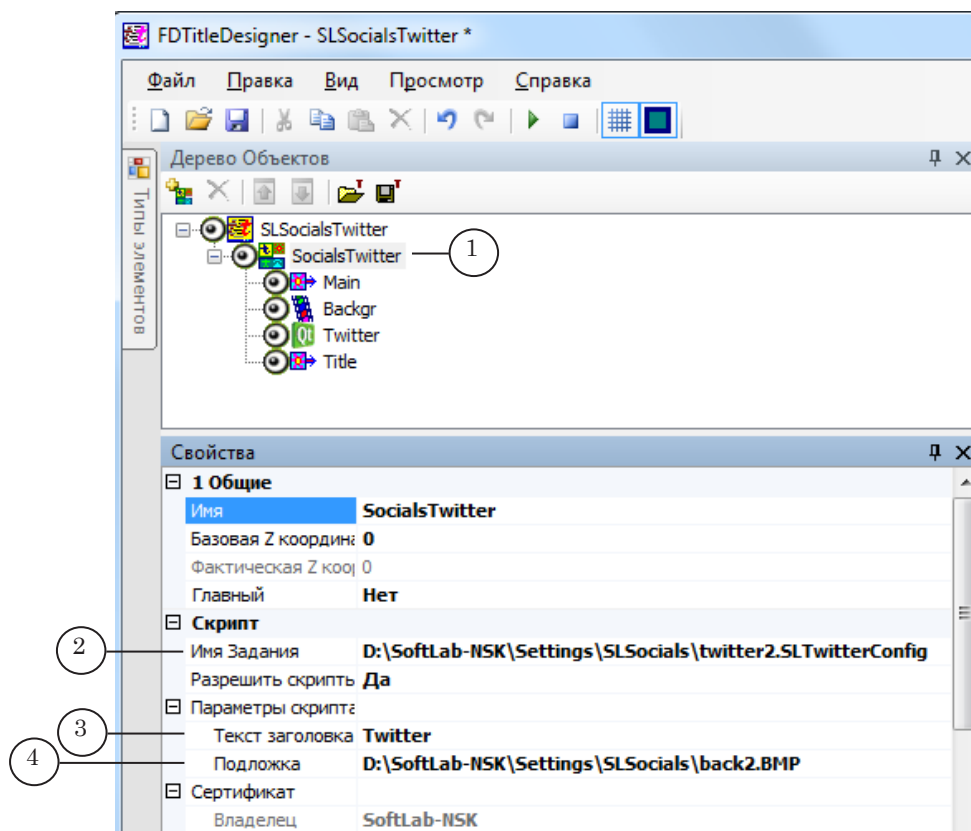 FDTitleDesigner - SLSocialsTwitter *
Файл Правка Вид Просмотр Справка
Дерево Объектов
Типы элементов
SLSocialsTwitter
SocialsTwitter
1
Main
Backgr
Qt Twitter
Title
Свойства
1 Общие
Имя SocialsTwitter
Базовая Z координа 0
Фактическая Z коор 0
Главный Нет
Скрипт
2
Имя Задания D:\SoftLab-NSK\Settings\SLSocials\twitter2.SLTwitterConfig
Разрешить скрипты Да
Параметры скрипта
3
Текст заголовка Twitter
4
Подложка D:\SoftLab-NSK\Settings\SLSocials\back2.BMP
Сертификат
Владелец SoftLab-NSK